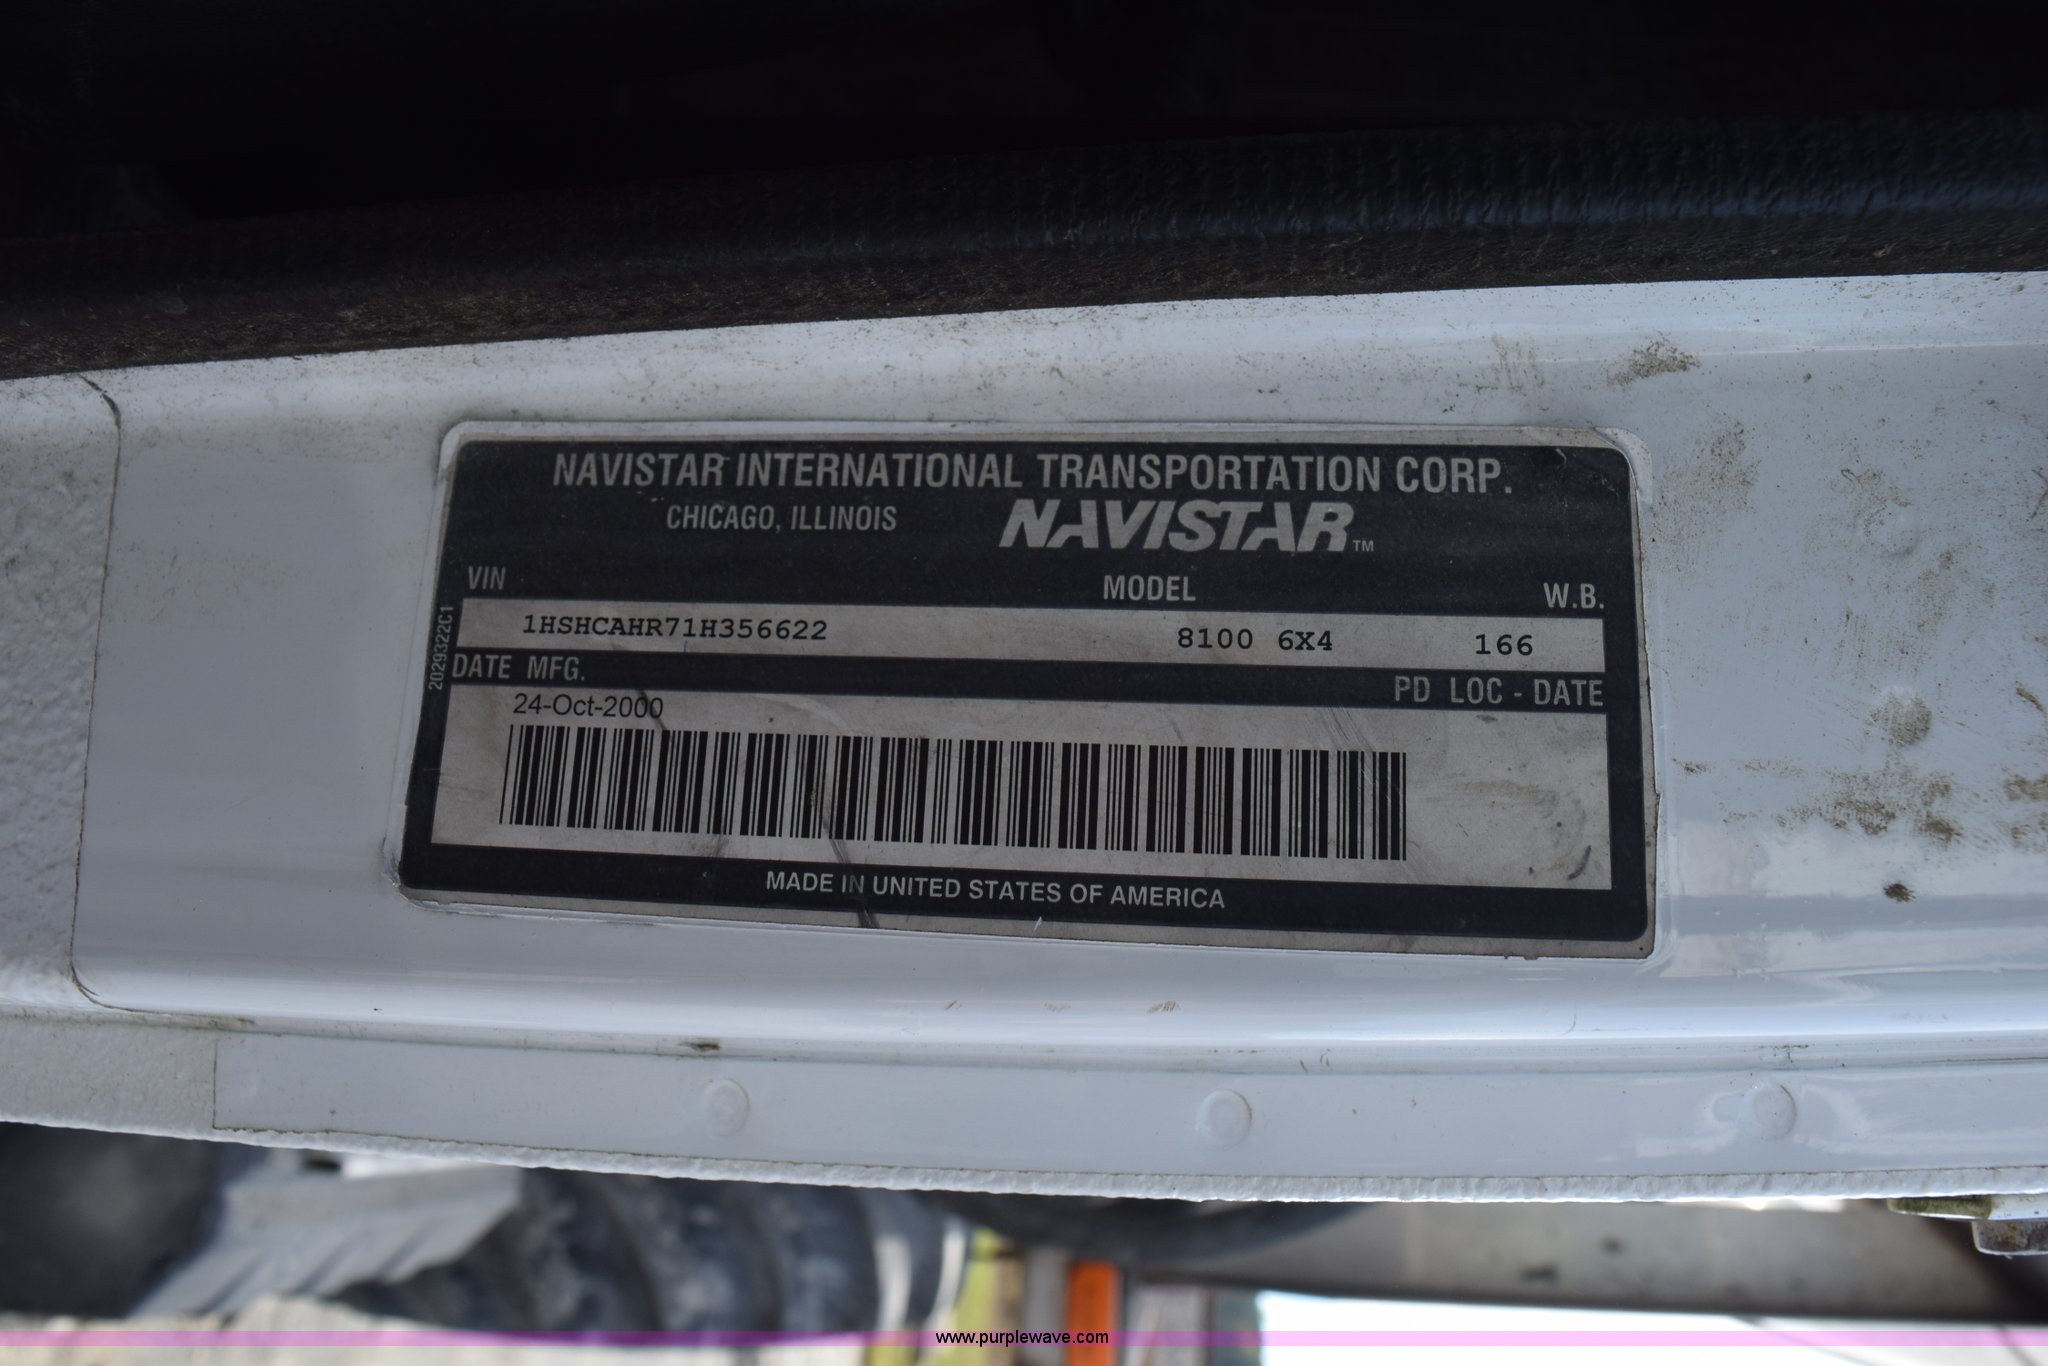 NAVISTAR INTERNATIONAL TRANSPORTATION CORP.
CHICAGO, ILLINOIS NAVISTAR™
VIN MODEL W.B.
1HSHCAHR71H356622 8100 6X4 166
DATE MFG. PD LOC - DATE
24-Oct-2000
MADE IN UNITED STATES OF AMERICA
2029322C1
www.purplewave.com